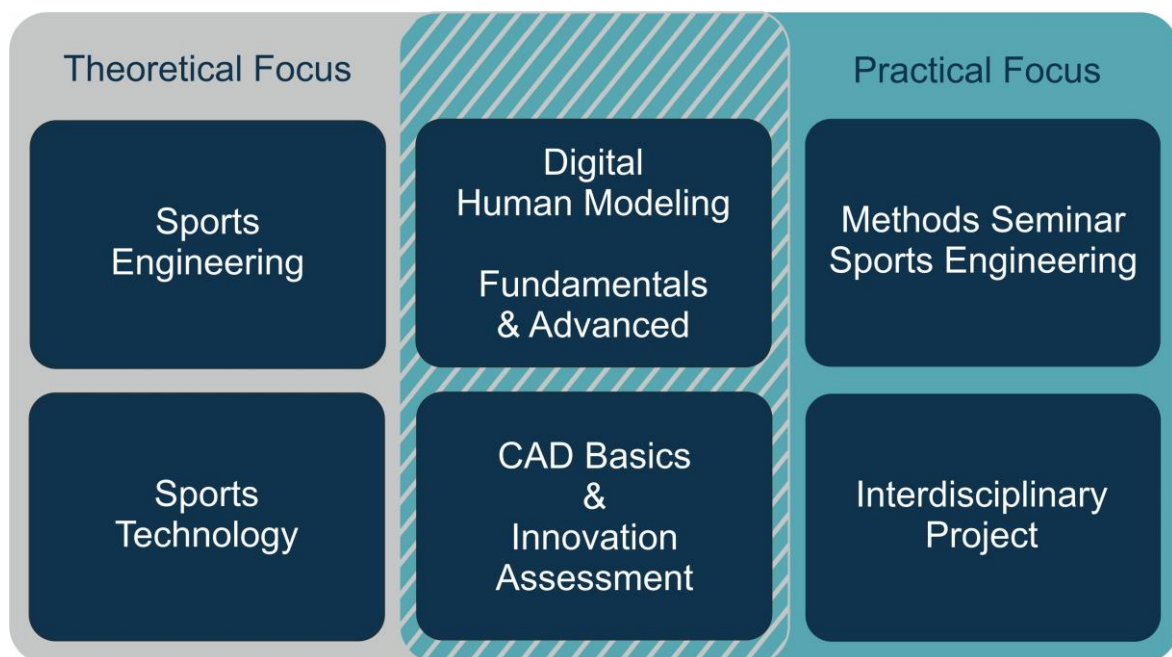 Theoretical Focus
Practical Focus
Sports
Engineering
Digital
Human Modeling
Fundamentals
& Advanced
Methods Seminar
Sports Engineering
Sports
Technology
CAD Basics
&
Innovation
Assessment
Interdisciplinary
Project